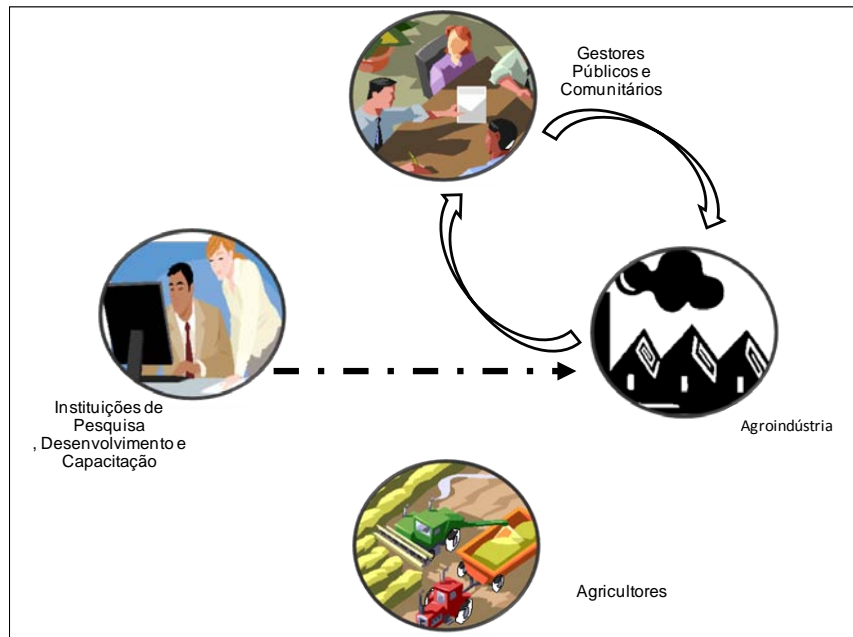 Gestores
Públicos e
Comunitários
Instituições de
Pesquisa
, Desenvolvimento e
Capacitação
Agroindústria
Agricultores